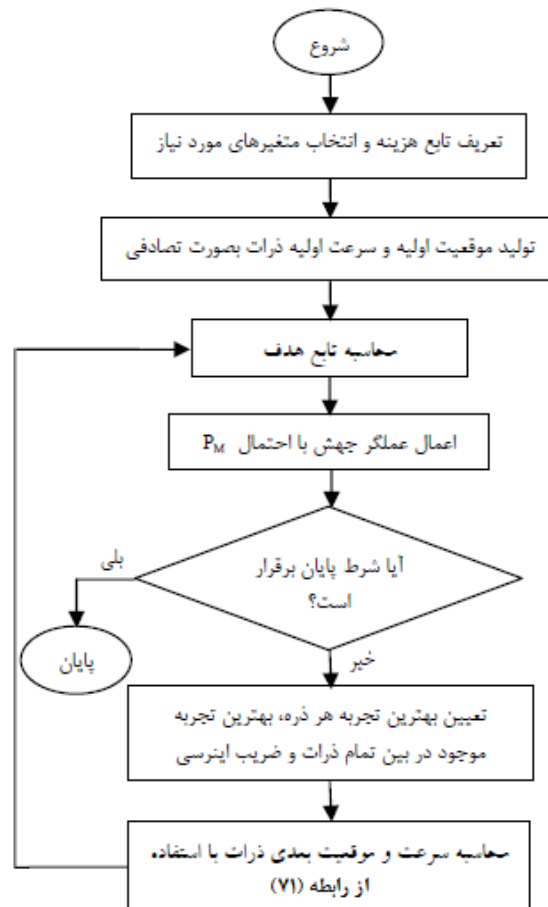 شروع
تعریف تابع هزینه و انتخاب متغیرهای مورد نیاز
تولید موقعیت اولیه و سرعت اولیه ذرات بصورت تصادفی
محاسبه تابع هدف
اعمال عملگر جهش با احتمال P_M
آیا شرط پایان برقرار
است؟
بلی
پایان
خیر
تعیین بهترین تجربه هر ذره، بهترین تجربه
موجود در بین تمام ذرات و ضریب اینرسی
محاسبه سرعت و موقعیت بعدی ذرات با استفاده
از رابطه (۷۱)